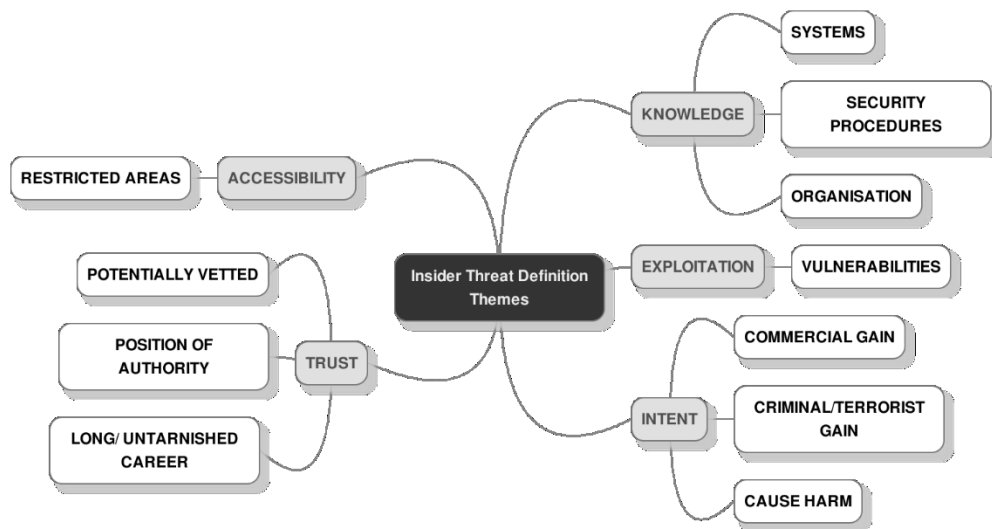 SYSTEMS
KNOWLEDGE
SECURITY
PROCEDURES
ORGANISATION
RESTRICTED AREAS
ACCESSIBILITY
Insider Threat Definition
Themes
EXPLOITATION
VULNERABILITIES
POTENTIALLY VETTED
POSITION OF
AUTHORITY
TRUST
LONG/ UNTARNISHED
CAREER
COMMERCIAL GAIN
INTENT
CRIMINAL/TERRORIST
GAIN
CAUSE HARM